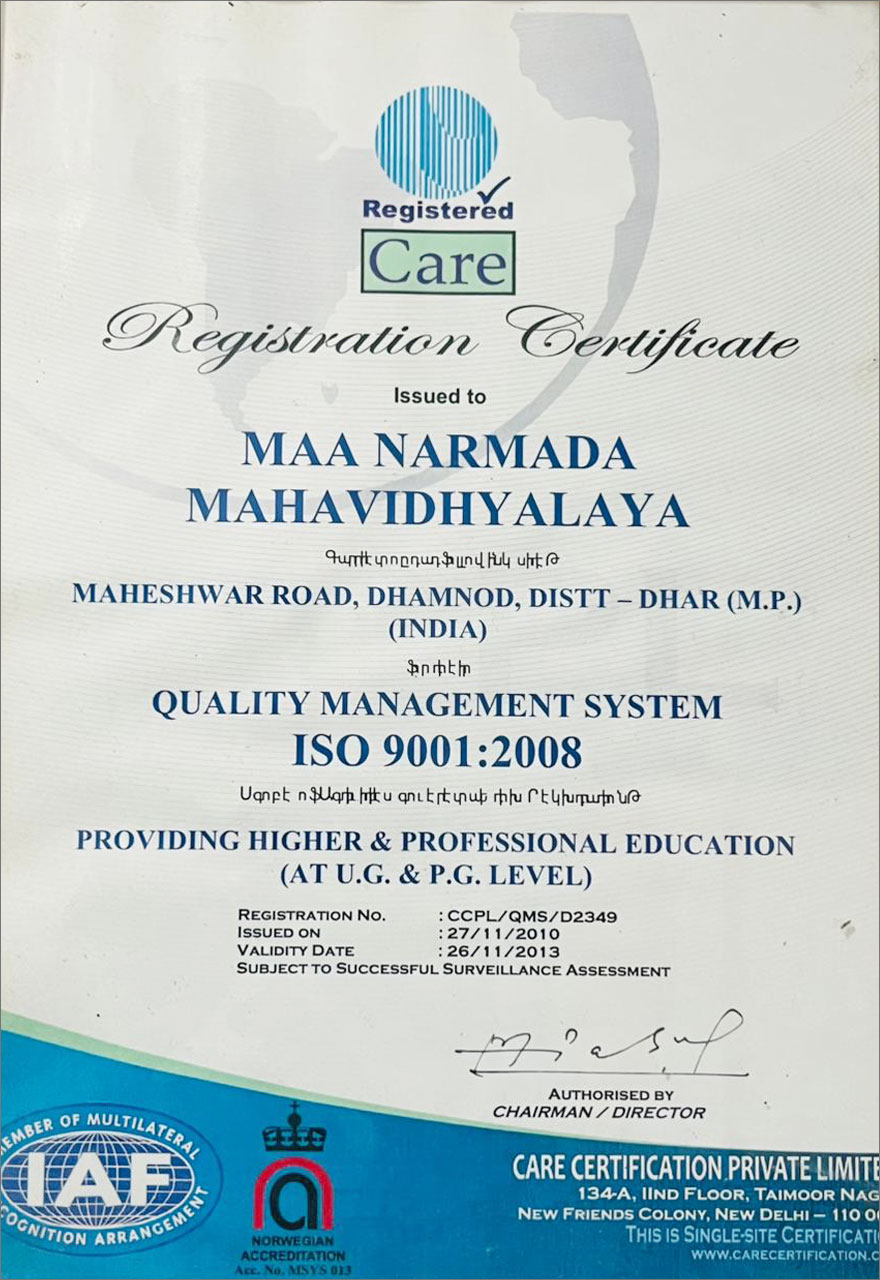 Registered
Care
Registration Certificate
Issued to
MAA NARMADA
MAHAVIDHYALAYA
MAHESHWAR ROAD, DHAMNOD, DISTT – DHAR (M.P.)
(INDIA)
QUALITY MANAGEMENT SYSTEM
ISO 9001:2008
PROVIDING HIGHER & PROFESSIONAL EDUCATION
(AT U.G. & P.G. LEVEL)
REGISTRATION NO. : CCPL/QMS/D2349
ISSUED ON : 27/11/2010
VALIDITY DATE : 26/11/2013
SUBJECT TO SUCCESSFUL SURVEILLANCE ASSESSMENT
AUTHORISED BY
CHAIRMAN / DIRECTOR
MEMBER OF MULTILATERAL
IAF
RECOGNITION ARRANGEMENT
NORWEGIAN
ACCREDITATION
Acc. No. MSYS 013
CARE CERTIFICATION PRIVATE LIMITE
134-A, IIND FLOOR, TAIMOOR NAG
NEW FRIENDS COLONY, NEW DELHI – 110 0
THIS IS SINGLE-SITE CERTIFICATI
WWW.CARECERTIFICATION.C